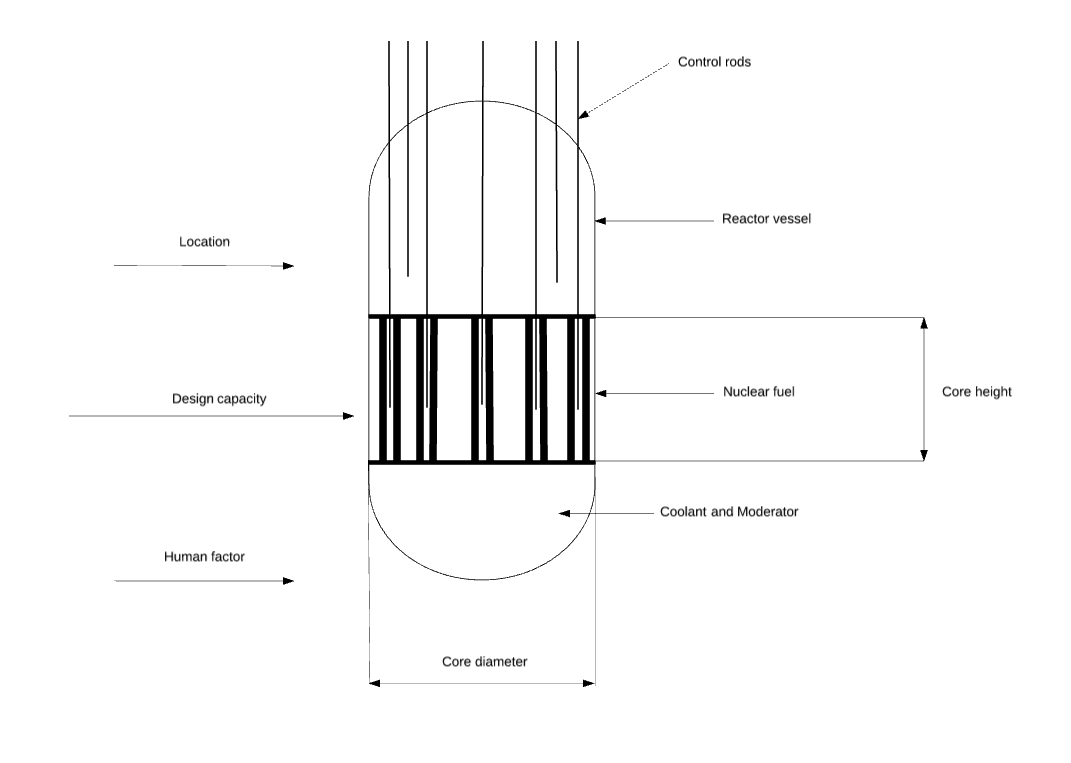 Control rods
Reactor vessel
Location
Nuclear fuel
Core height
Design capacity
Coolant and Moderator
Human factor
Core diameter